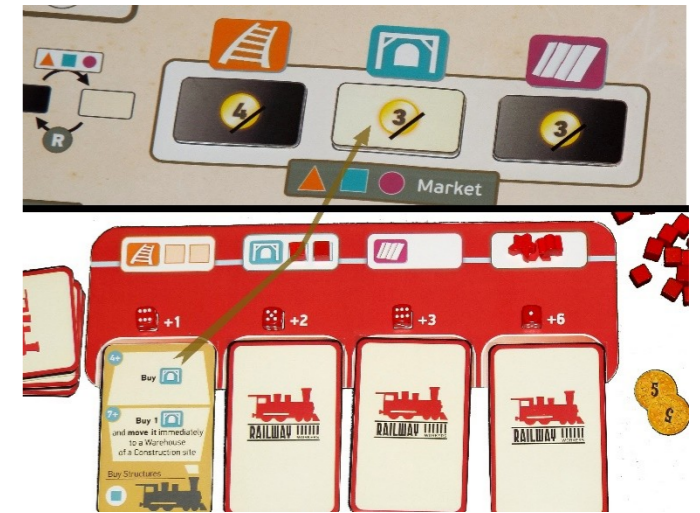 4
3
3
R
Market
+1
+2
+3
+6
4+
Buy
7+
Buy 1
and move it immediately
to a Warehouse
of a Construction site
Buy Structures
RAILWAY
RAILWAY
RAILWAY
5
5